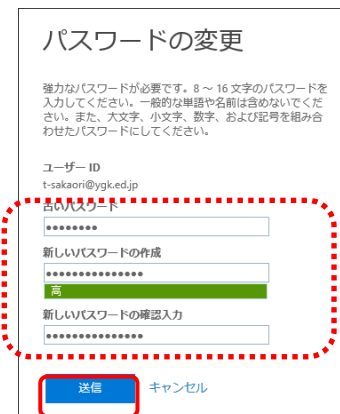 パスワードの変更
強力なパスワードが必要です。8 ～ 16 文字のパスワードを
入力してください。一般的な単語や名前は含めないでくだ
さい。また、大文字、小文字、数字、および記号を組み合
わせたパスワードにしてください。
ユーザー ID
t-sakaori@ygk.ed.jp
古いパスワード
••••••••
新しいパスワードの作成
•••••••••••••••
高
新しいパスワードの確認入力
•••••••••••••••
送信 キャンセル